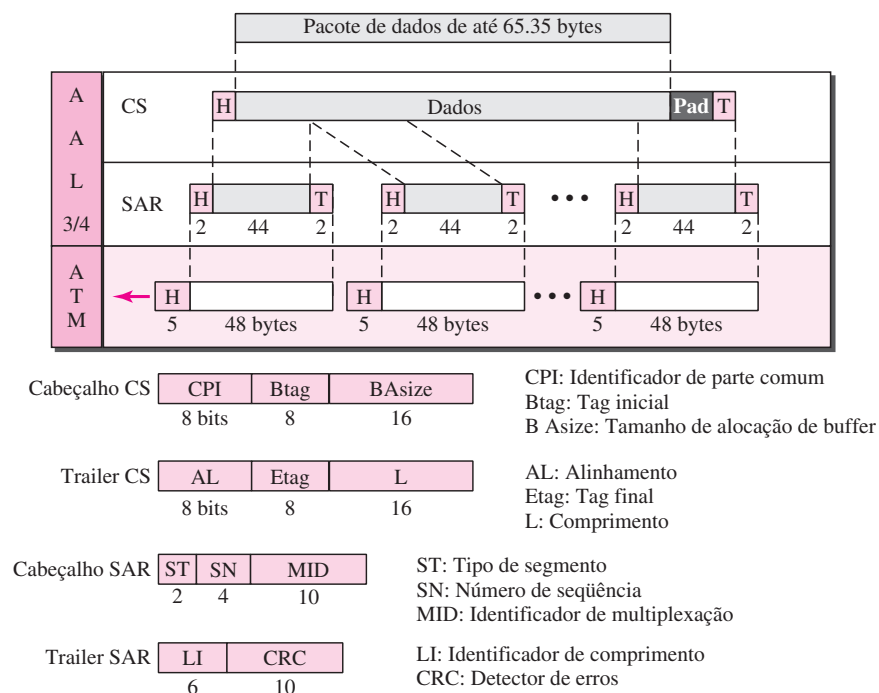 Pacote de dados de até 65.35 bytes
A
A
L
3/4
CS
H Dados Pad T
SAR
H T H T • • • H T
2 44 2 2 44 2 2 44 2
A
T
M
H H • • • H
5 48 bytes 5 48 bytes 5 48 bytes
Cabeçalho CS CPI Btag BAsize
8 bits 8 16
CPI: Identificador de parte comum
Btag: Tag inicial
B Asize: Tamanho de alocação de buffer
Trailer CS AL Etag L
8 bits 8 16
AL: Alinhamento
Etag: Tag final
L: Comprimento
Cabeçalho SAR ST SN MID
2 4 10
ST: Tipo de segmento
SN: Número de seqüência
MID: Identificador de multiplexação
Trailer SAR LI CRC
6 10
LI: Identificador de comprimento
CRC: Detector de erros